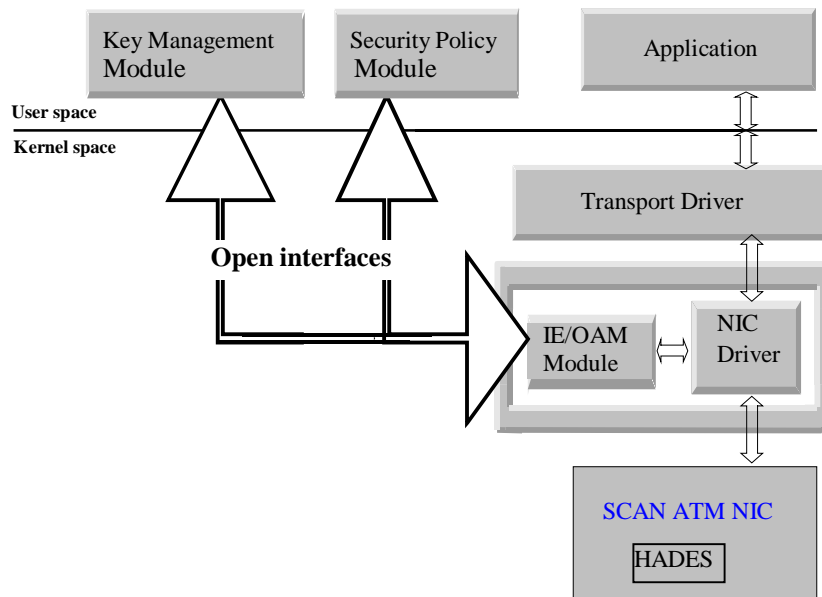 Key Management
Module
Security Policy
Module
Application
User space
Kernel space
Transport Driver
Open interfaces
IE/OAM
Module
NIC
Driver
SCAN ATM NIC
HADES